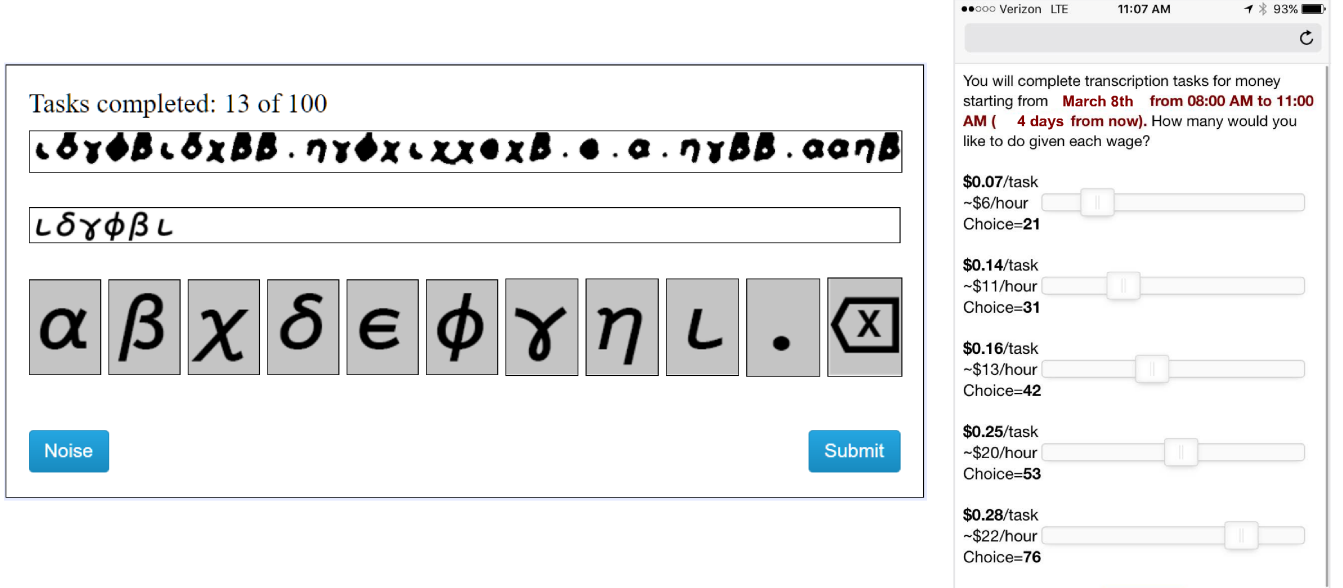 Tasks completed: 13 of 100
ιδγϕβιδχββ.ηγϕχιχχϵχβ.ϵ.α.ηγββ.ααηβ
ιδγϕβι
α β χ δ ϵ ϕ γ η ι . X
Noise Submit
Verizon LTE 11:07 AM 93%
You will complete transcription tasks for money
starting from March 8th from 08:00 AM to 11:00
AM ( 4 days from now). How many would you
like to do given each wage?
$0.07/task
~$6/hour
Choice=21
$0.14/task
~$11/hour
Choice=31
$0.16/task
~$13/hour
Choice=42
$0.25/task
~$20/hour
Choice=53
$0.28/task
~$22/hour
Choice=76